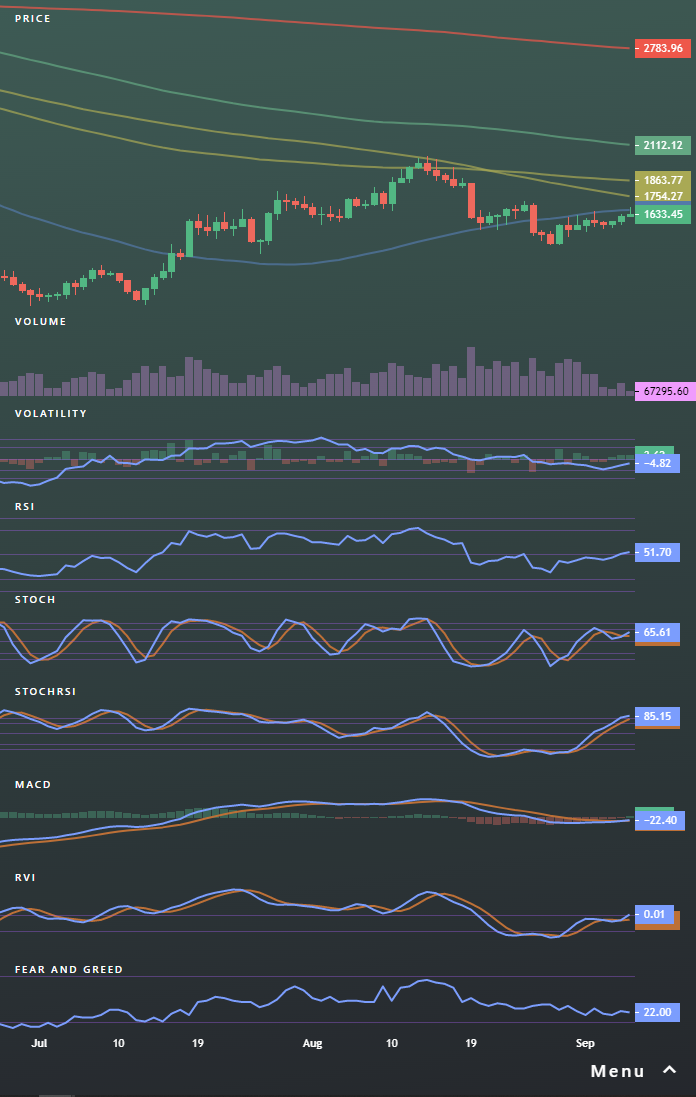 PRICE
2783.96
2112.12
1863.77
1754.27
1633.45
VOLUME
67295.60
VOLATILITY
−4.82
RSI
51.70
STOCH
65.61
STOCHRSI
85.15
MACD
−22.40
RVI
0.01
FEAR AND GREED
22.00
Jul 10 19 Aug 10 19 Sep
Menu